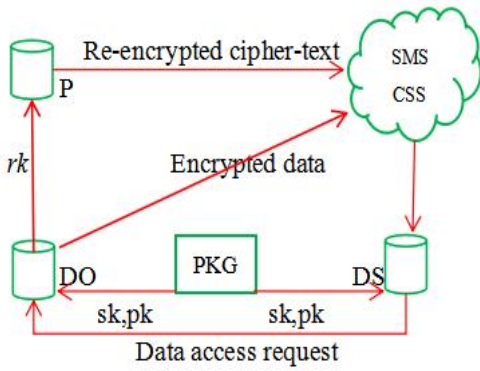 Re-encrypted cipher-text
SMS
CSS
P
rk
Encrypted data
DO
PKG
DS
sk,pk
sk,pk
Data access request